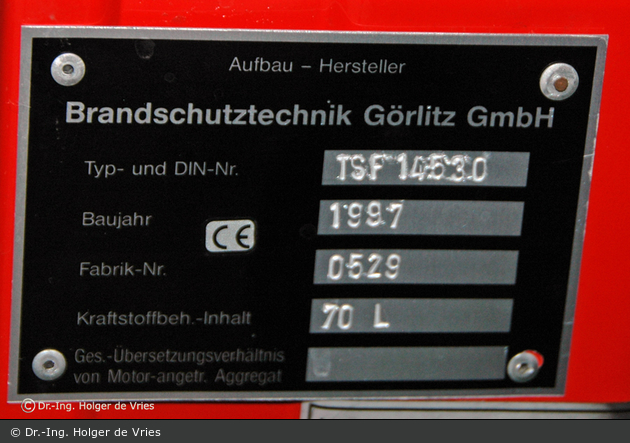 Aufbau – Hersteller
Brandschutztechnik Görlitz GmbH
Typ- und DIN-Nr. TSF 14530
Baujahr 1997
CE
Fabrik-Nr. 0529
Kraftstoffbeh.-Inhalt 70 L
Ges.-Übersetzungsverhältnis
von Motor-angetr. Aggregat
© Dr.-Ing. Holger de Vries
© Dr.-Ing. Holger de Vries